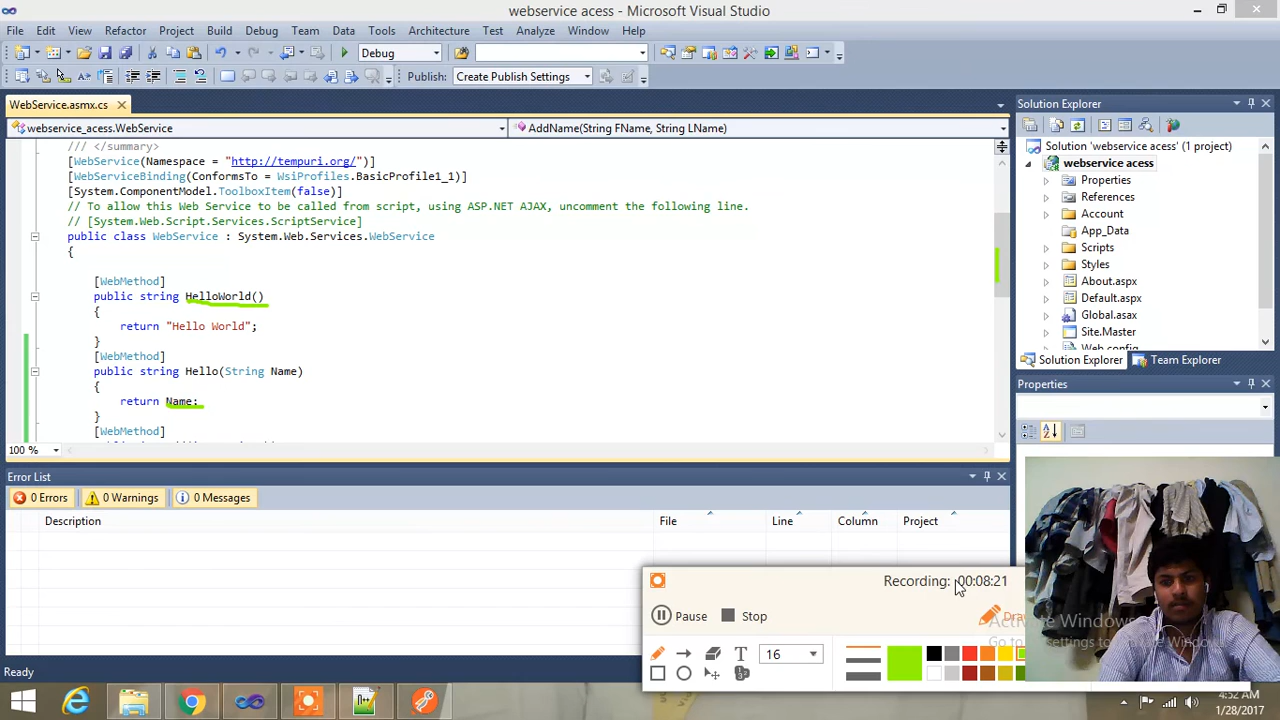 webservice acess - Microsoft Visual Studio
File Edit View Refactor Project Build Debug Team Data Tools Architecture Test Analyze Window Help
Debug
Publish: Create Publish Settings
WebService.asmx.cs
webservice_acess.WebService
AddName(String FName, String LName)
/// </summary>
[WebService(Namespace = "http://tempuri.org/")]
[WebServiceBinding(ConformsTo = WsiProfiles.BasicProfile1_1)]
[System.ComponentModel.ToolboxItem(false)]
// To allow this Web Service to be called from script, using ASP.NET AJAX, uncomment the following line.
// [System.Web.Script.Services.ScriptService]
public class WebService : System.Web.Services.WebService
{
[WebMethod]
public string HelloWorld()
{
return "Hello World";
}
[WebMethod]
public string Hello(String Name)
{
return Name;
}
[WebMethod]
100 %
Solution Explorer
Solution 'webservice acess' (1 project)
webservice acess
Properties
References
Account
App_Data
Scripts
Styles
About.aspx
Default.aspx
Global.asax
Site.Master
Web.config
Solution Explorer Team Explorer
Properties
Error List
0 Errors 0 Warnings 0 Messages
Description File Line Column Project
Recording: 00:08:21
Pause Stop
T 16
Activate Windows
Ready
4:52 AM
1/28/2017